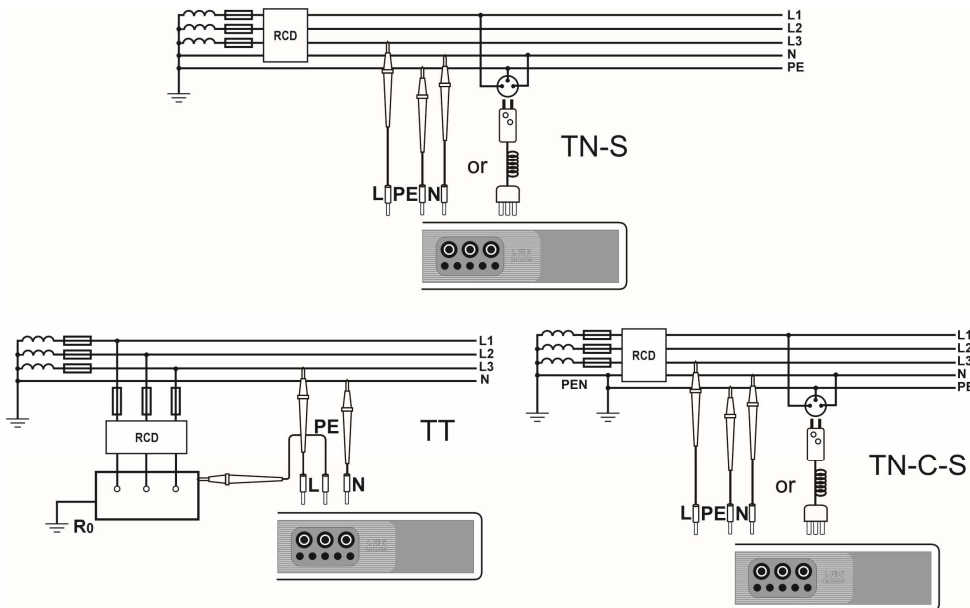 L1
RCD
L2
L3
N
PE
TN-S
or
L PE N
L1
L2
L3
N
RCD
PE
TT
L N
R0
L1
L2
RCD
L3
N
PEN
PE
TN-C-S
or
L PE N